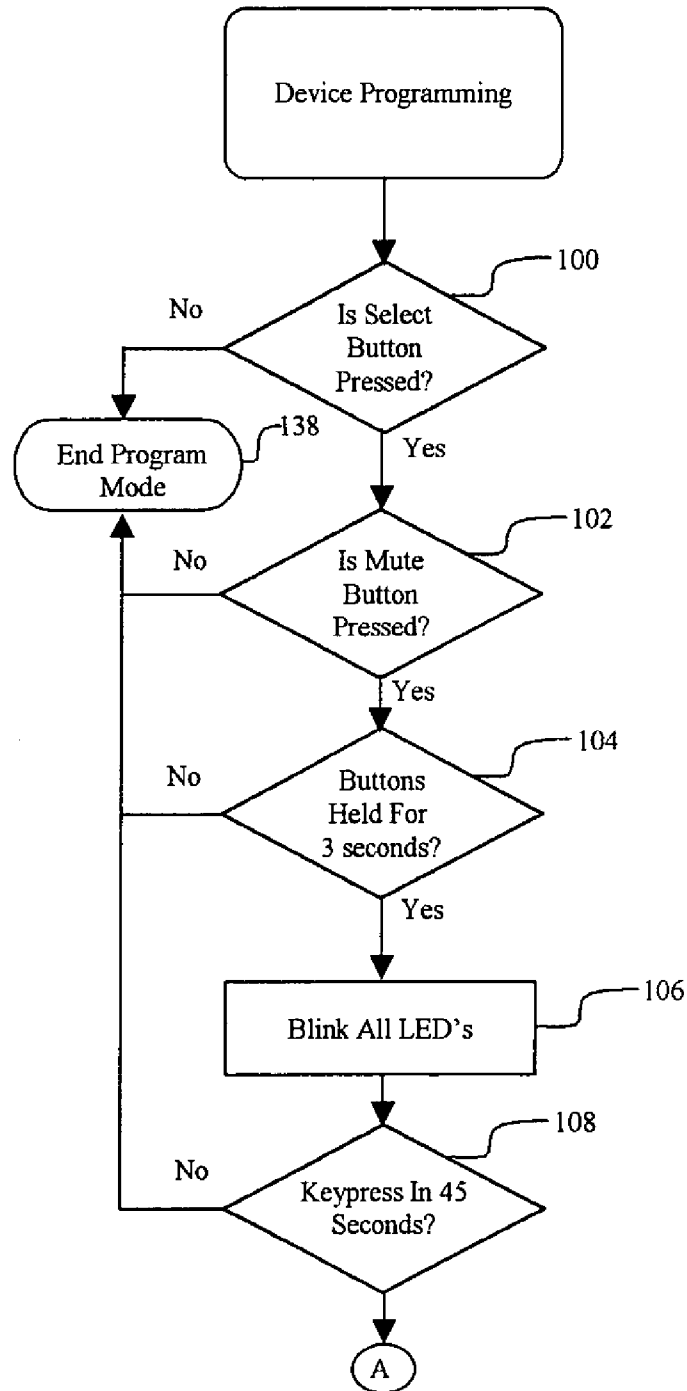 Device Programming
100
No
Is Select
Button
Pressed?
138
End Program
Mode
Yes
102
No
Is Mute
Button
Pressed?
Yes
104
No
Buttons
Held For
3 seconds?
Yes
106
Blink All LED's
108
No
Keypress In 45
Seconds?
A